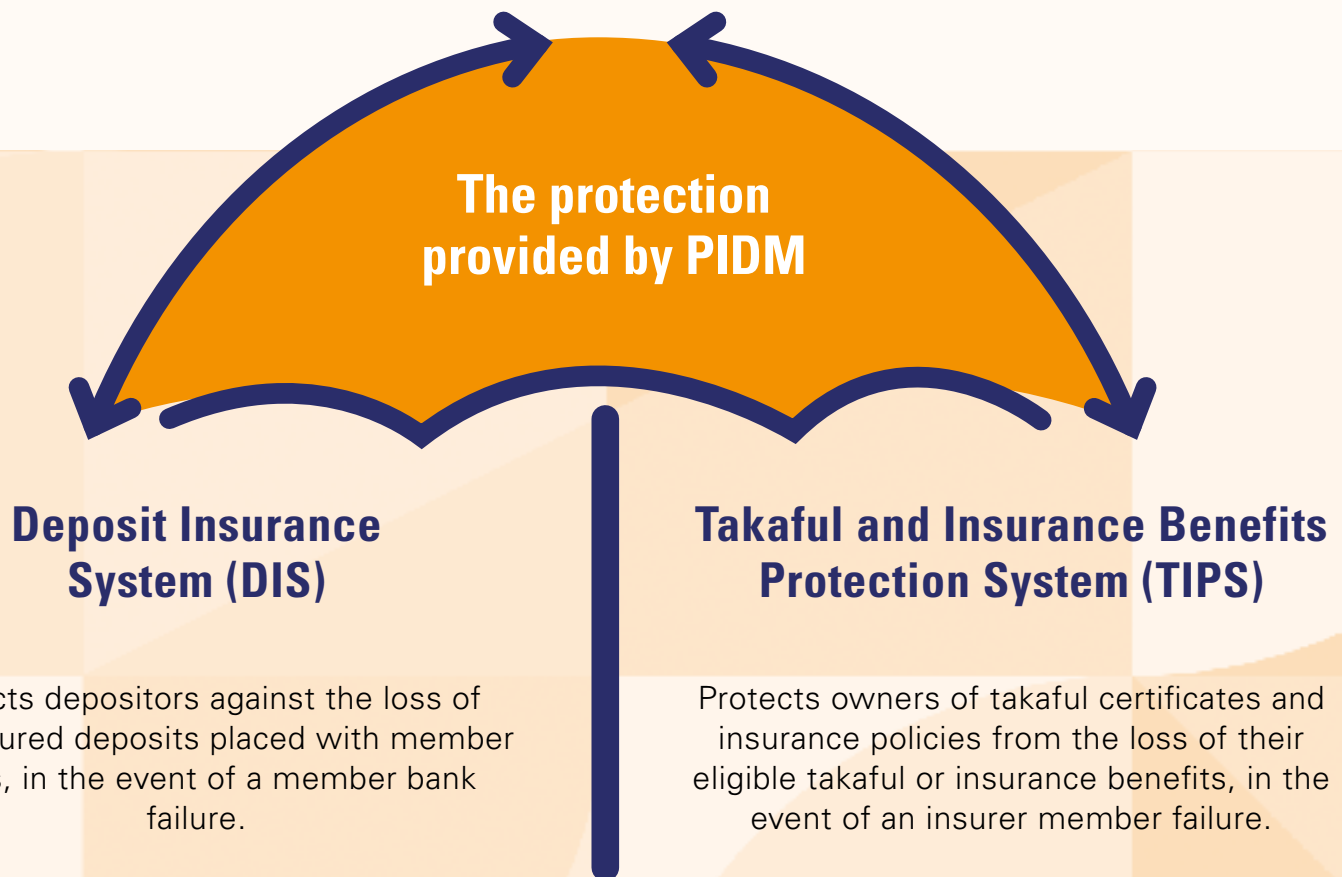 The protection
provided by PIDM
Deposit Insurance
System (DIS)
depositors against the loss of
deposits placed with member
in the event of a member bank
failure.
Takaful and Insurance Benefits
Protection System (TIPS)
Protects owners of takaful certificates and
insurance policies from the loss of their
eligible takaful or insurance benefits, in the
event of an insurer member failure.